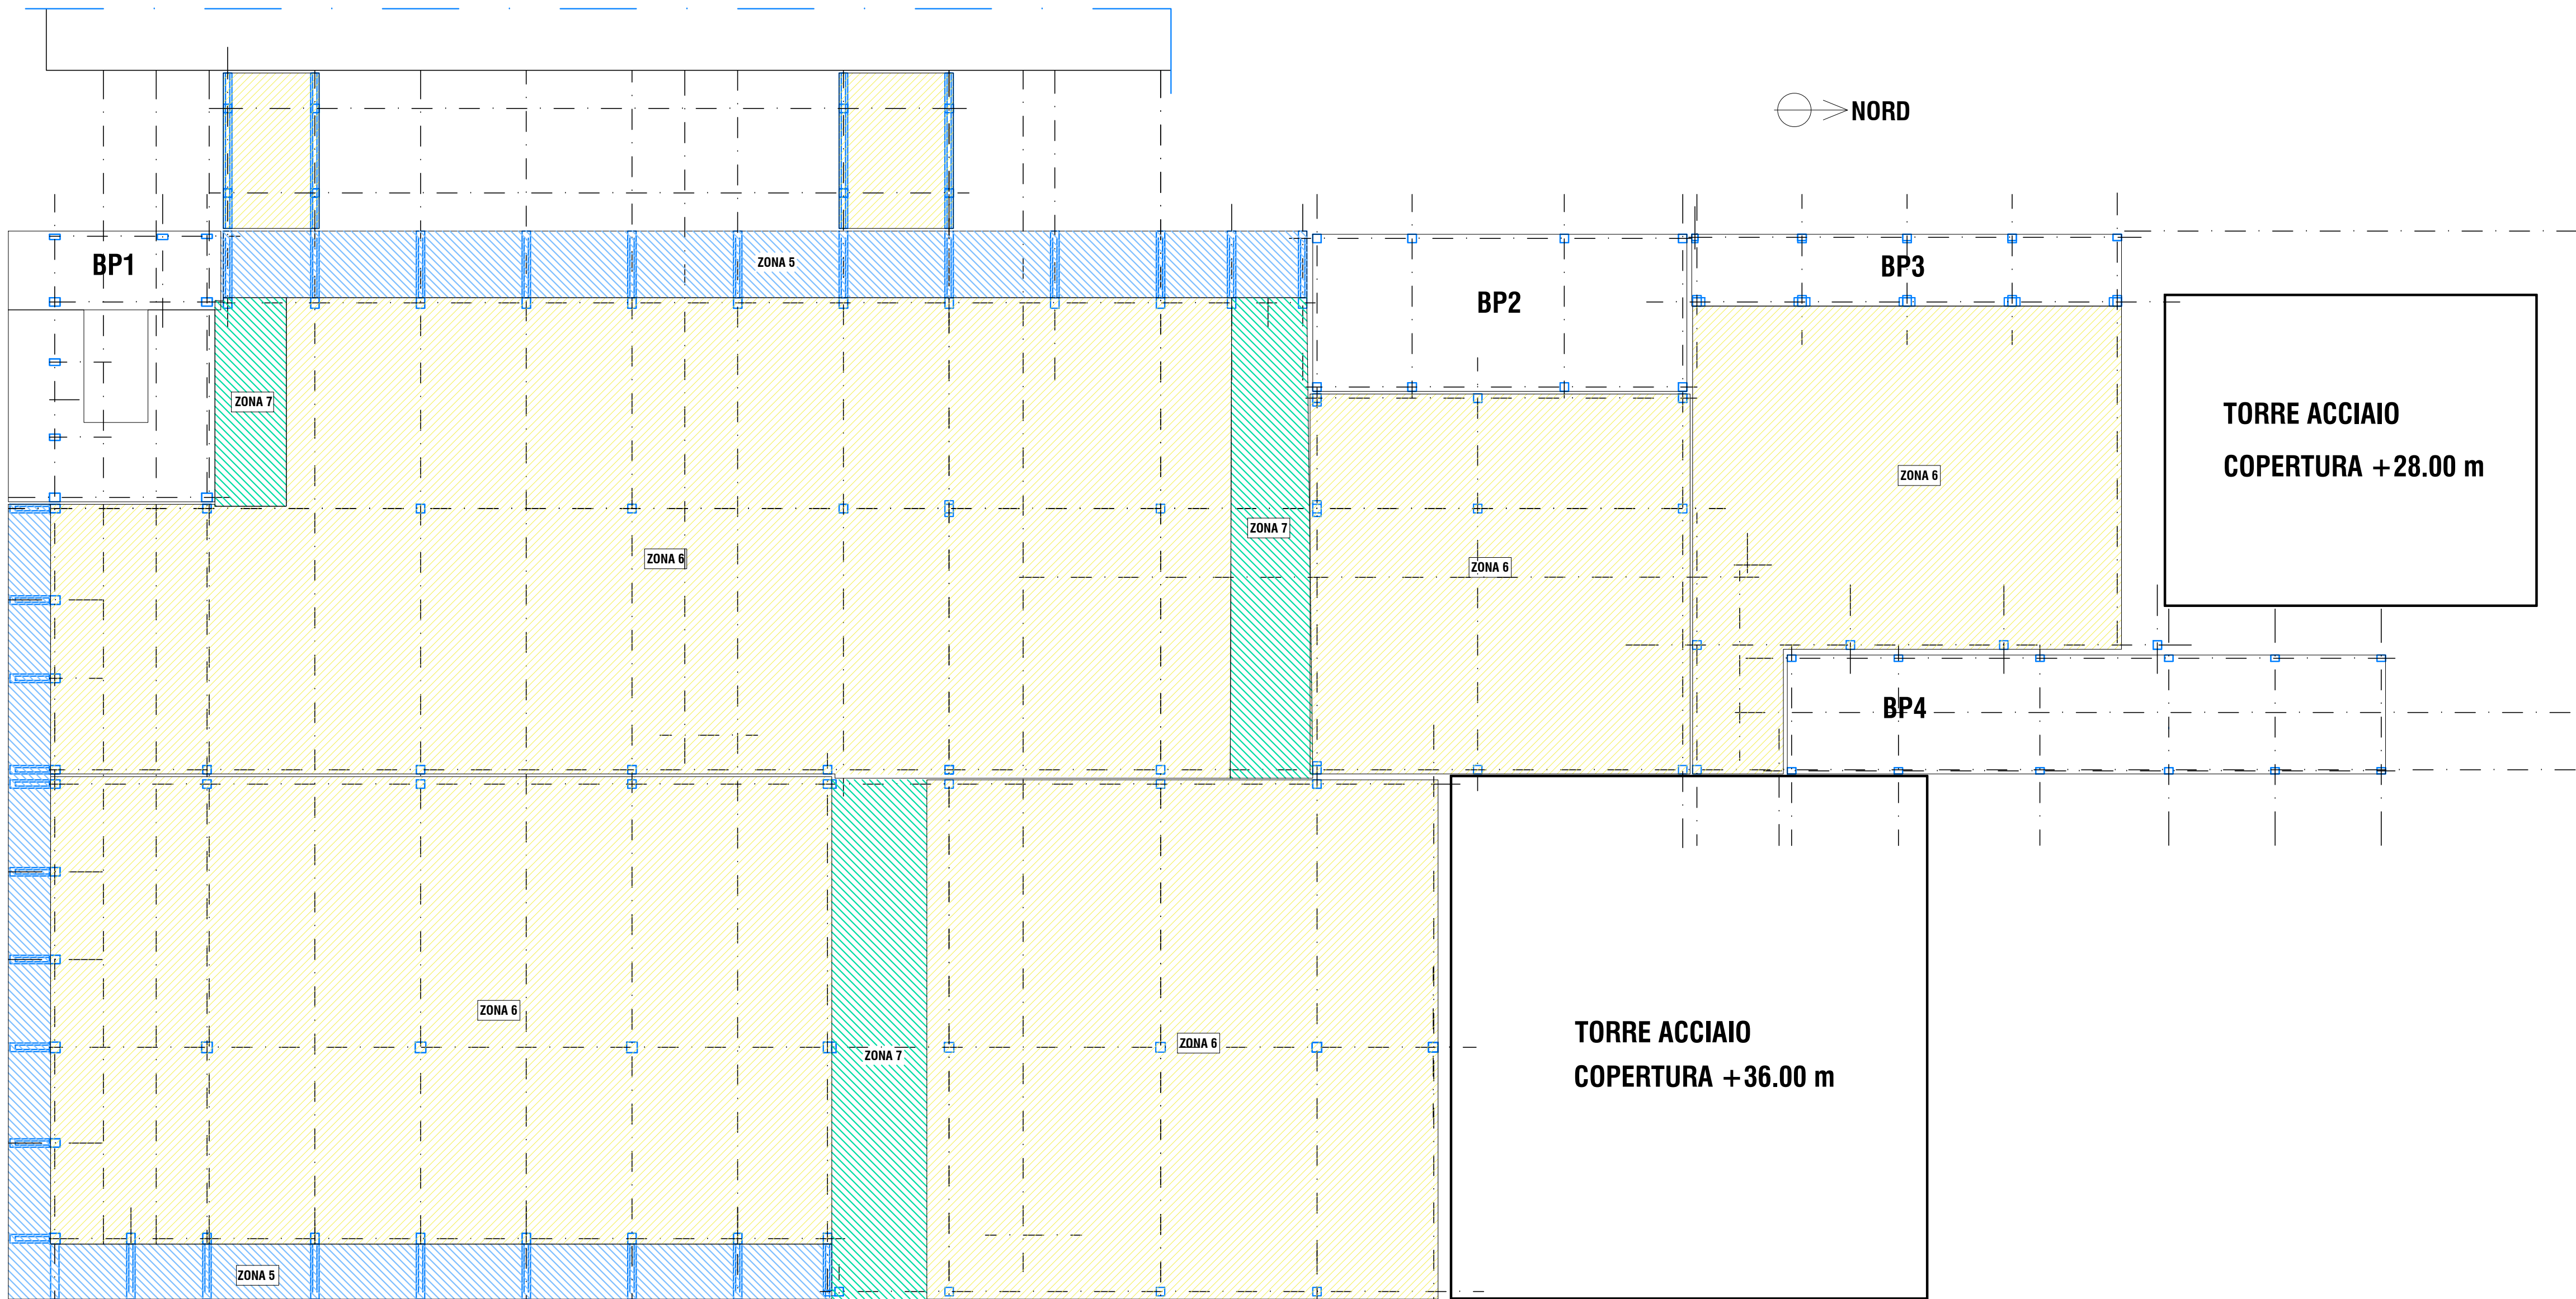 NORD
BP1
ZONA 5
BP2
BP3
ZONA 7
TORRE ACCIAIO
COPERTURA +28.00 m
ZONA 6
ZONA 7
ZONA 6
ZONA 6
BP4
ZONA 6
ZONA 7
ZONA 6
TORRE ACCIAIO
COPERTURA +36.00 m
ZONA 5